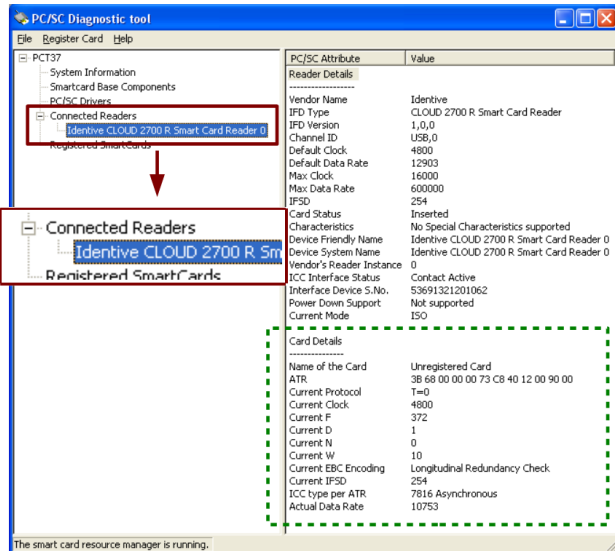 PC/SC Diagnostic tool
File Register Card Help
PCT37
System Information
Smartcard Base Components
PC/SC Drivers
Connected Readers
Identive CLOUD 2700 R Smart Card Reader 0
Registered SmartCards
Connected Readers
Identive CLOUD 2700 R Sm
Registered SmartCards
PC/SC Attribute Value
Reader Details
------------------
Vendor Name Identive
IFD Type CLOUD 2700 R Smart Card Reader
IFD Version 1,0,0
Channel ID USB,0
Default Clock 4800
Default Data Rate 12903
Max Clock 16000
Max Data Rate 600000
IFSD 254
Card Status Inserted
Characteristics No Special Characteristics supported
Device Friendly Name Identive CLOUD 2700 R Smart Card Reader 0
Device System Name Identive CLOUD 2700 R Smart Card Reader 0
Vendor's Reader Instance 0
ICC Interface Status Contact Active
Interface Device S.No. 53691321201062
Power Down Support Not supported
Current Mode ISO
Card Details
---------------
Name of the Card Unregistered Card
ATR 3B 68 00 00 00 73 C8 40 12 00 90 00
Current Protocol T=0
Current Clock 4800
Current F 372
Current D 1
Current N 0
Current W 10
Current EBC Encoding Longitudinal Redundancy Check
Current IFSD 254
ICC type per ATR 7816 Asynchronous
Actual Data Rate 10753
The smart card resource manager is running.